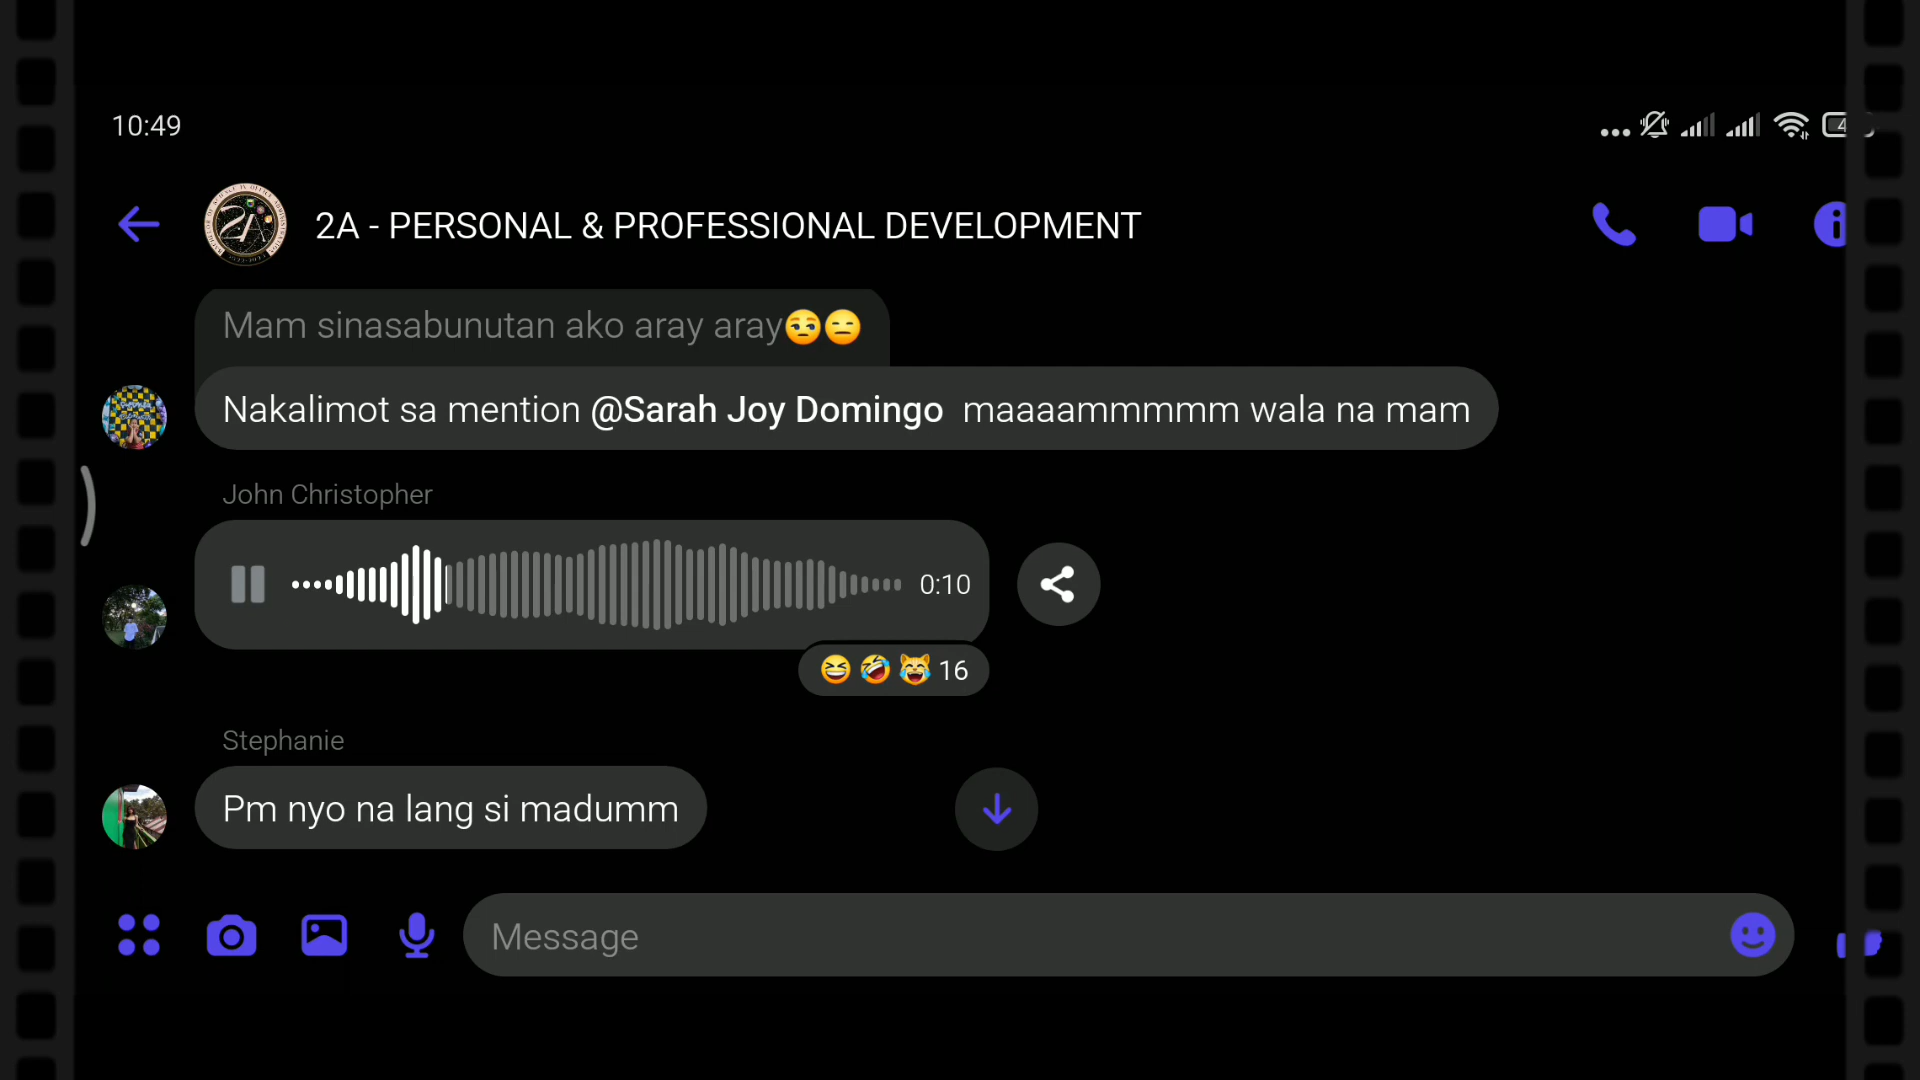 10:49
2A - PERSONAL & PROFESSIONAL DEVELOPMENT
Mam sinasabunutan ako aray aray😒😑
Nakalimot sa mention @Sarah Joy Domingo maaaammmmm wala na mam
John Christopher
0:10
😆🤣😹 16
Stephanie
Pm nyo na lang si madumm
Message